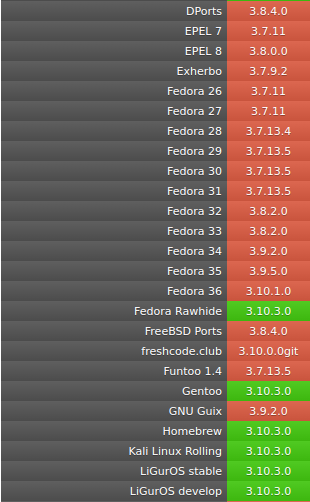 DPorts 3.8.4.0
EPEL 7 3.7.11
EPEL 8 3.8.0.0
Exherbo 3.7.9.2
Fedora 26 3.7.11
Fedora 27 3.7.11
Fedora 28 3.7.13.4
Fedora 29 3.7.13.5
Fedora 30 3.7.13.5
Fedora 31 3.7.13.5
Fedora 32 3.8.2.0
Fedora 33 3.8.2.0
Fedora 34 3.9.2.0
Fedora 35 3.9.5.0
Fedora 36 3.10.1.0
Fedora Rawhide 3.10.3.0
FreeBSD Ports 3.8.4.0
freshcode.club 3.10.0.0git
Funtoo 1.4 3.7.13.5
Gentoo 3.10.3.0
GNU Guix 3.9.2.0
Homebrew 3.10.3.0
Kali Linux Rolling 3.10.3.0
LiGurOS stable 3.10.3.0
LiGurOS develop 3.10.3.0